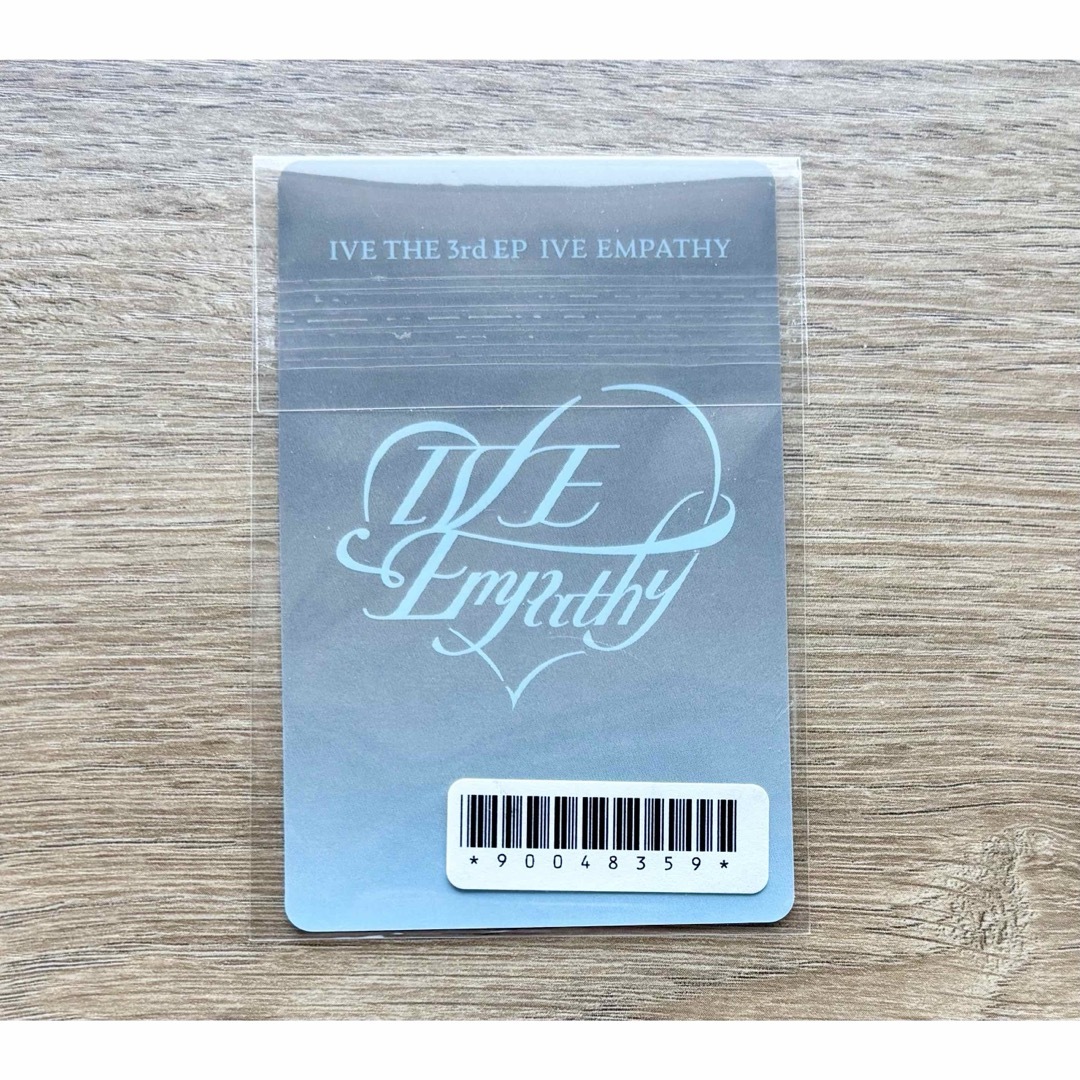 IVE THE 3rd EP IVE EMPATHY
IVE
Empathy
*90048359*